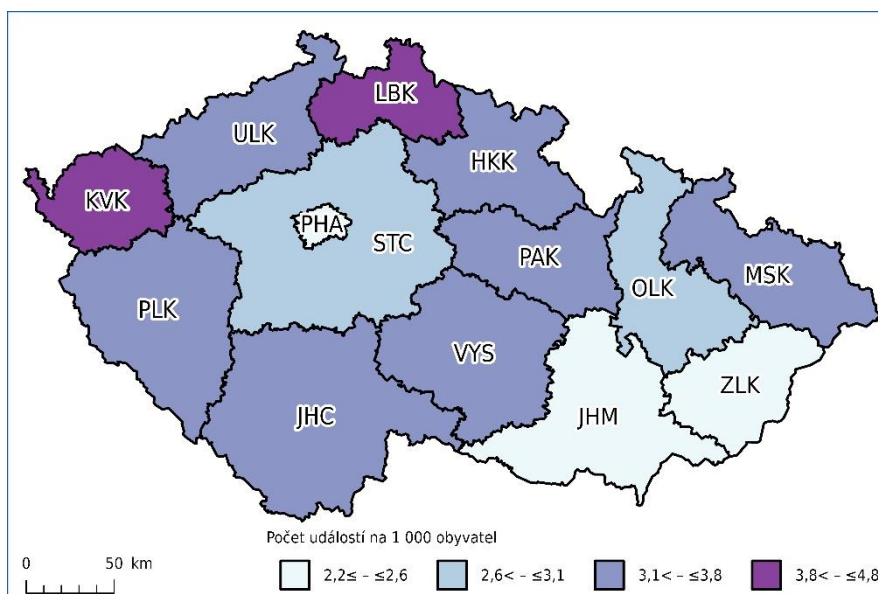 LBK
ULK
HKK
KVK
PHA
STC
PAK
OLK
MSK
PLK
VYS
ZLK
JHC
JHM
Počet událostí na 1 000 obyvatel
0 50 km
2,2≤ – ≤2,6
2,6< – ≤3,1
3,1< – ≤3,8
3,8< – ≤4,8